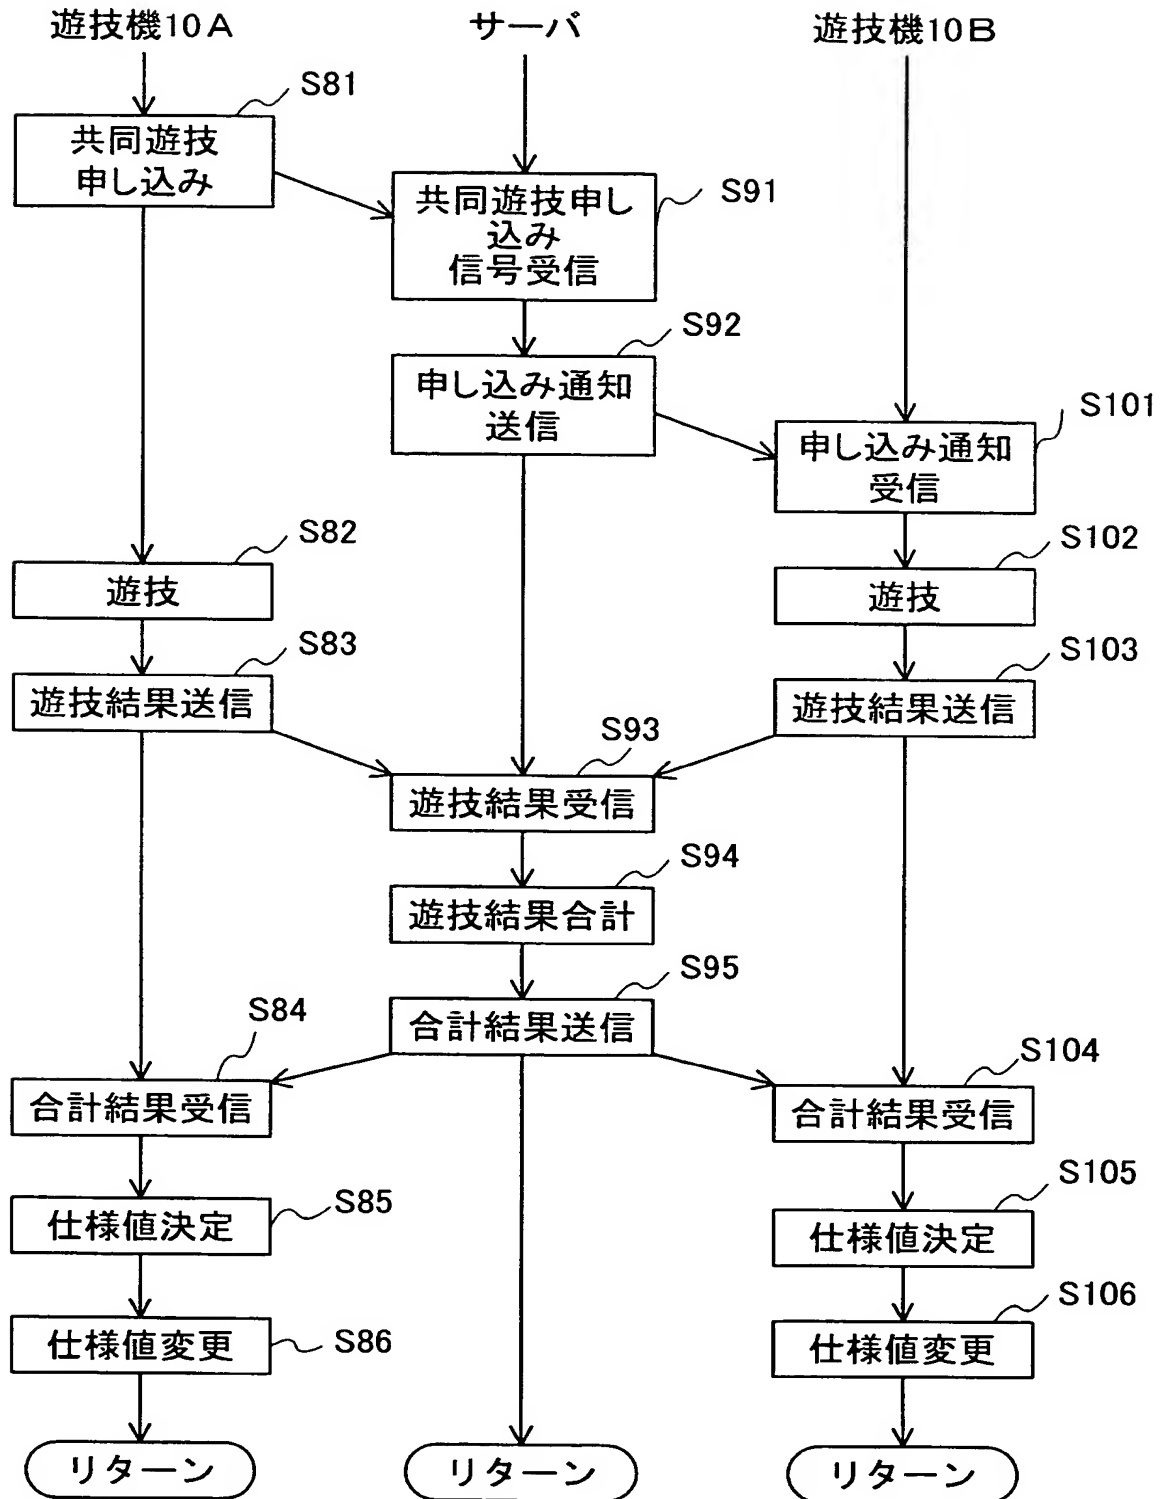 遊技機10A
サーバ
遊技機10B
S81
共同遊技
申し込み
S91
共同遊技申し
込み
信号受信
S92
申し込み通知
送信
S101
申し込み通知
受信
S82
遊技
S102
遊技
S83
遊技結果送信
S103
遊技結果送信
S93
遊技結果受信
S94
遊技結果合計
S95
合計結果送信
S84
合計結果受信
S104
合計結果受信
S85
仕様値決定
S105
仕様値決定
S86
仕様値変更
S106
仕様値変更
リターン
リターン
リターン